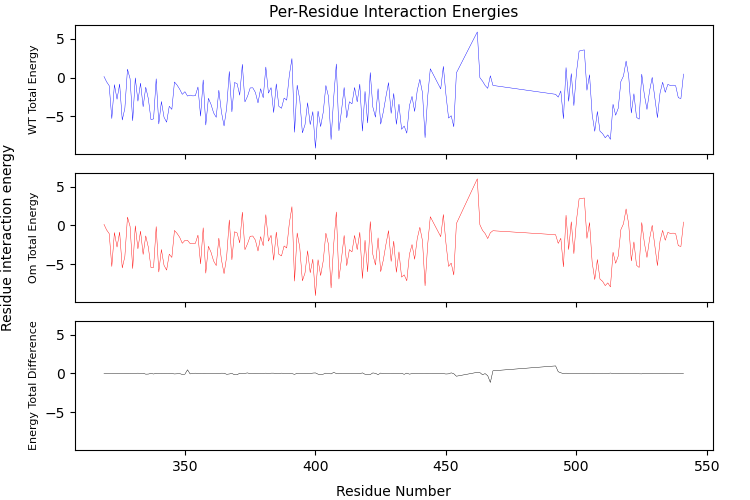 Per-Residue Interaction Energies
Residue interaction energy
WT Total Energy
5
0
−5
Om Total Energy
5
0
−5
Energy Total Difference
5
0
−5
350 400 450 500 550
Residue Number